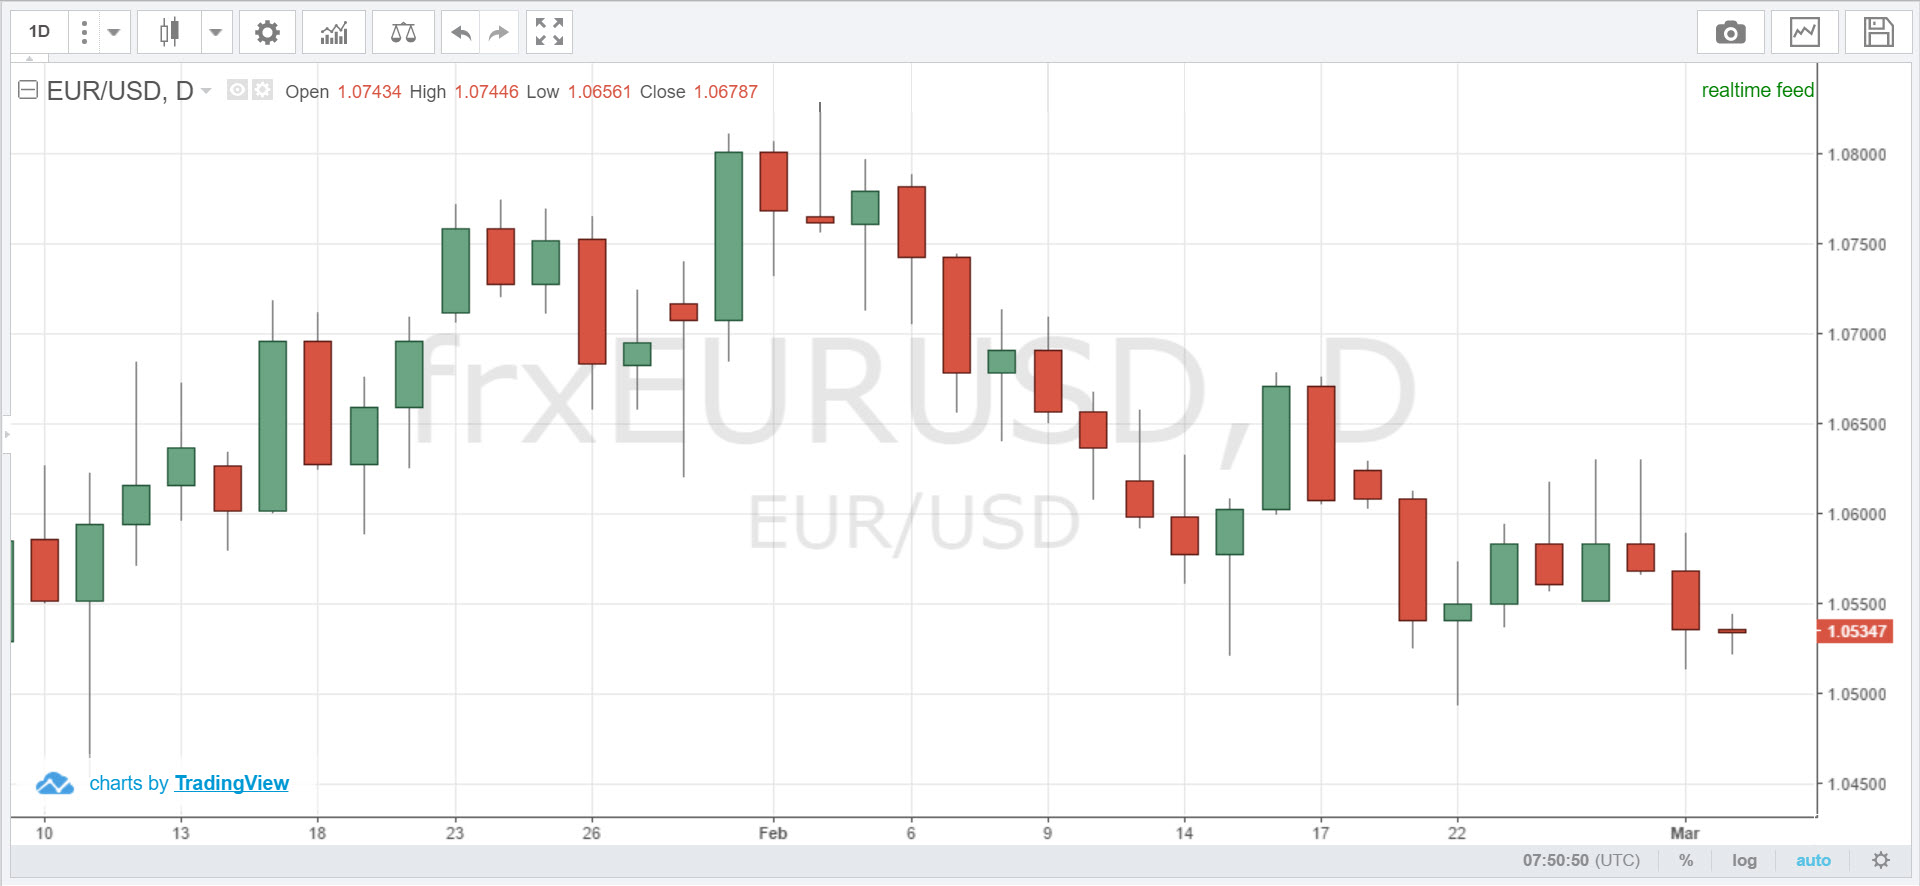 1D
EUR/USD, D Open 1.07434 High 1.07446 Low 1.06561 Close 1.06787
realtime feed
1.08000
1.07500
1.07000
1.06500
1.06000
1.05500
1.05347
1.05000
1.04500
frxEURUSD, D
EUR/USD
charts by TradingView
10 13 18 23 26 Feb 6 9 14 17 22 Mar
07:50:50 (UTC) % log auto